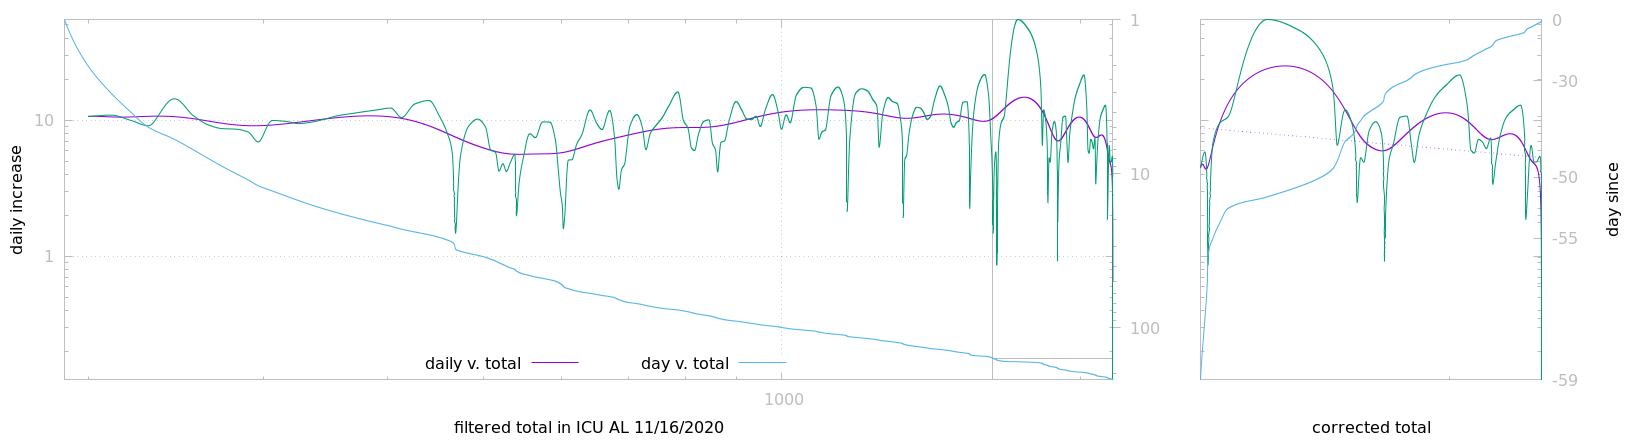 daily increase
10
1
1
10
100
1000
daily v. total
day v. total
filtered total in ICU AL 11/16/2020
0
-30
-50
-55
-59
day since
corrected total